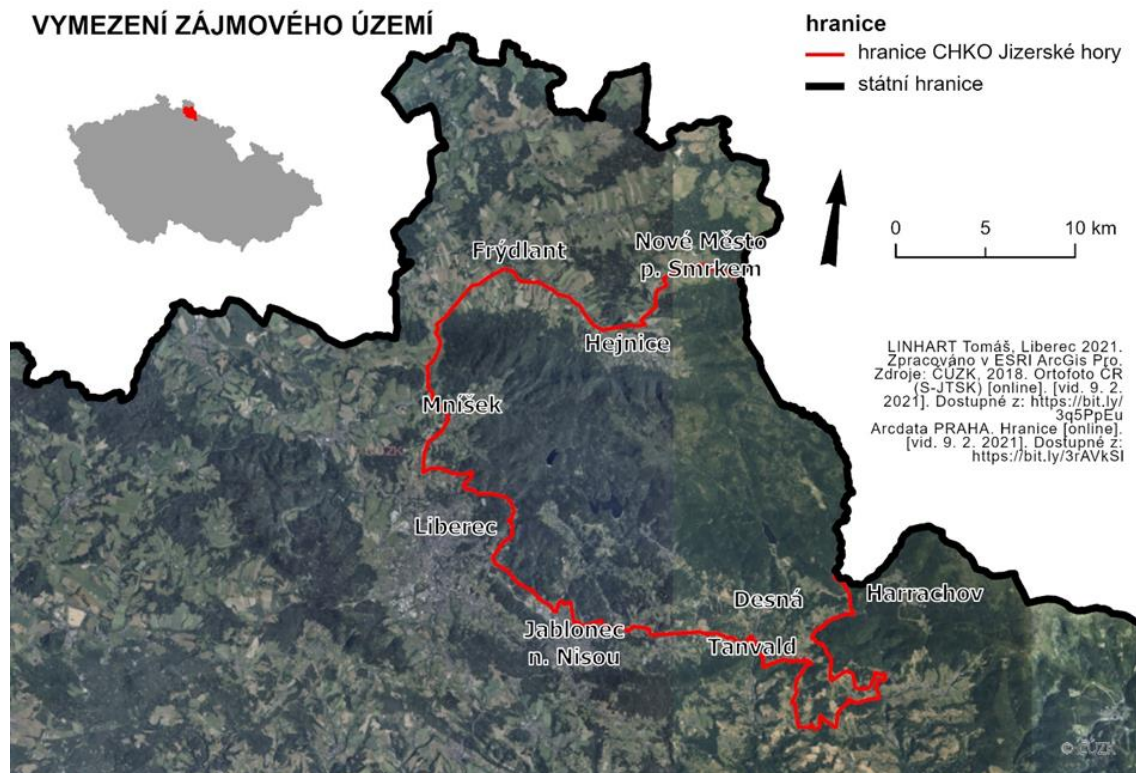 VYMEZENÍ ZÁJMOVÉHO ÚZEMÍ
hranice
hranice CHKO Jizerské hory
státní hranice
0 5 10 km
Frýdlant
Nové Město
p. Smrkem
Hejnice
Mníšek
Liberec
Jablonec
n. Nisou
Desná
Tanvald
Harrachov
LINHART Tomáš, Liberec 2021.
Zpracováno v ESRI ArcGis Pro.
Zdroje: ČÚZK, 2018. Ortofoto ČR
(S-JTSK) [online]. [vid. 9. 2.
2021]. Dostupné z: https://bit.ly/
3q5PpEu
Arcdata PRAHA. Hranice [online].
[vid. 9. 2. 2021]. Dostupné z:
https://bit.ly/3rAVkSI
© ČÚZK